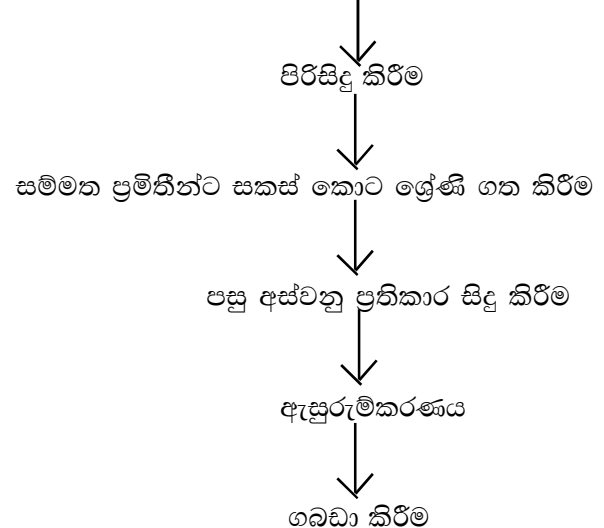 පිරිසිදු කිරීම
සම්මත ප්‍රමිතීන්ට සකස් කොට ශ්‍රේණි ගත කිරීම
පසු අස්වනු ප්‍රතිකාර සිදු කිරීම
ඇසුරුම්කරණය
ගබඩා කිරීම